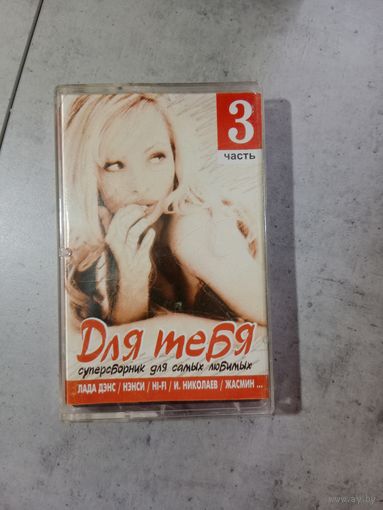 3
часть
Для тебя
суперсборник для самых любимых
ЛАДА ДЭНС / НЭНСИ / HI-FI / И. НИКОЛАЕВ / ЖАСМИН ...
www.ay.by